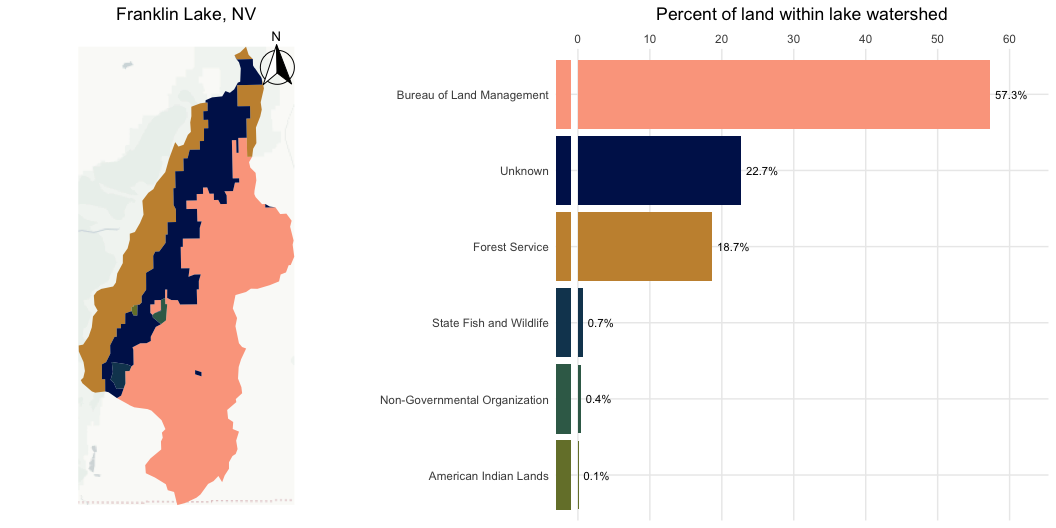 Franklin Lake, NV
N
Percent of land within lake watershed
0 10 20 30 40 50 60
Bureau of Land Management 57.3%
Unknown 22.7%
Forest Service 18.7%
State Fish and Wildlife 0.7%
Non-Governmental Organization 0.4%
American Indian Lands 0.1%